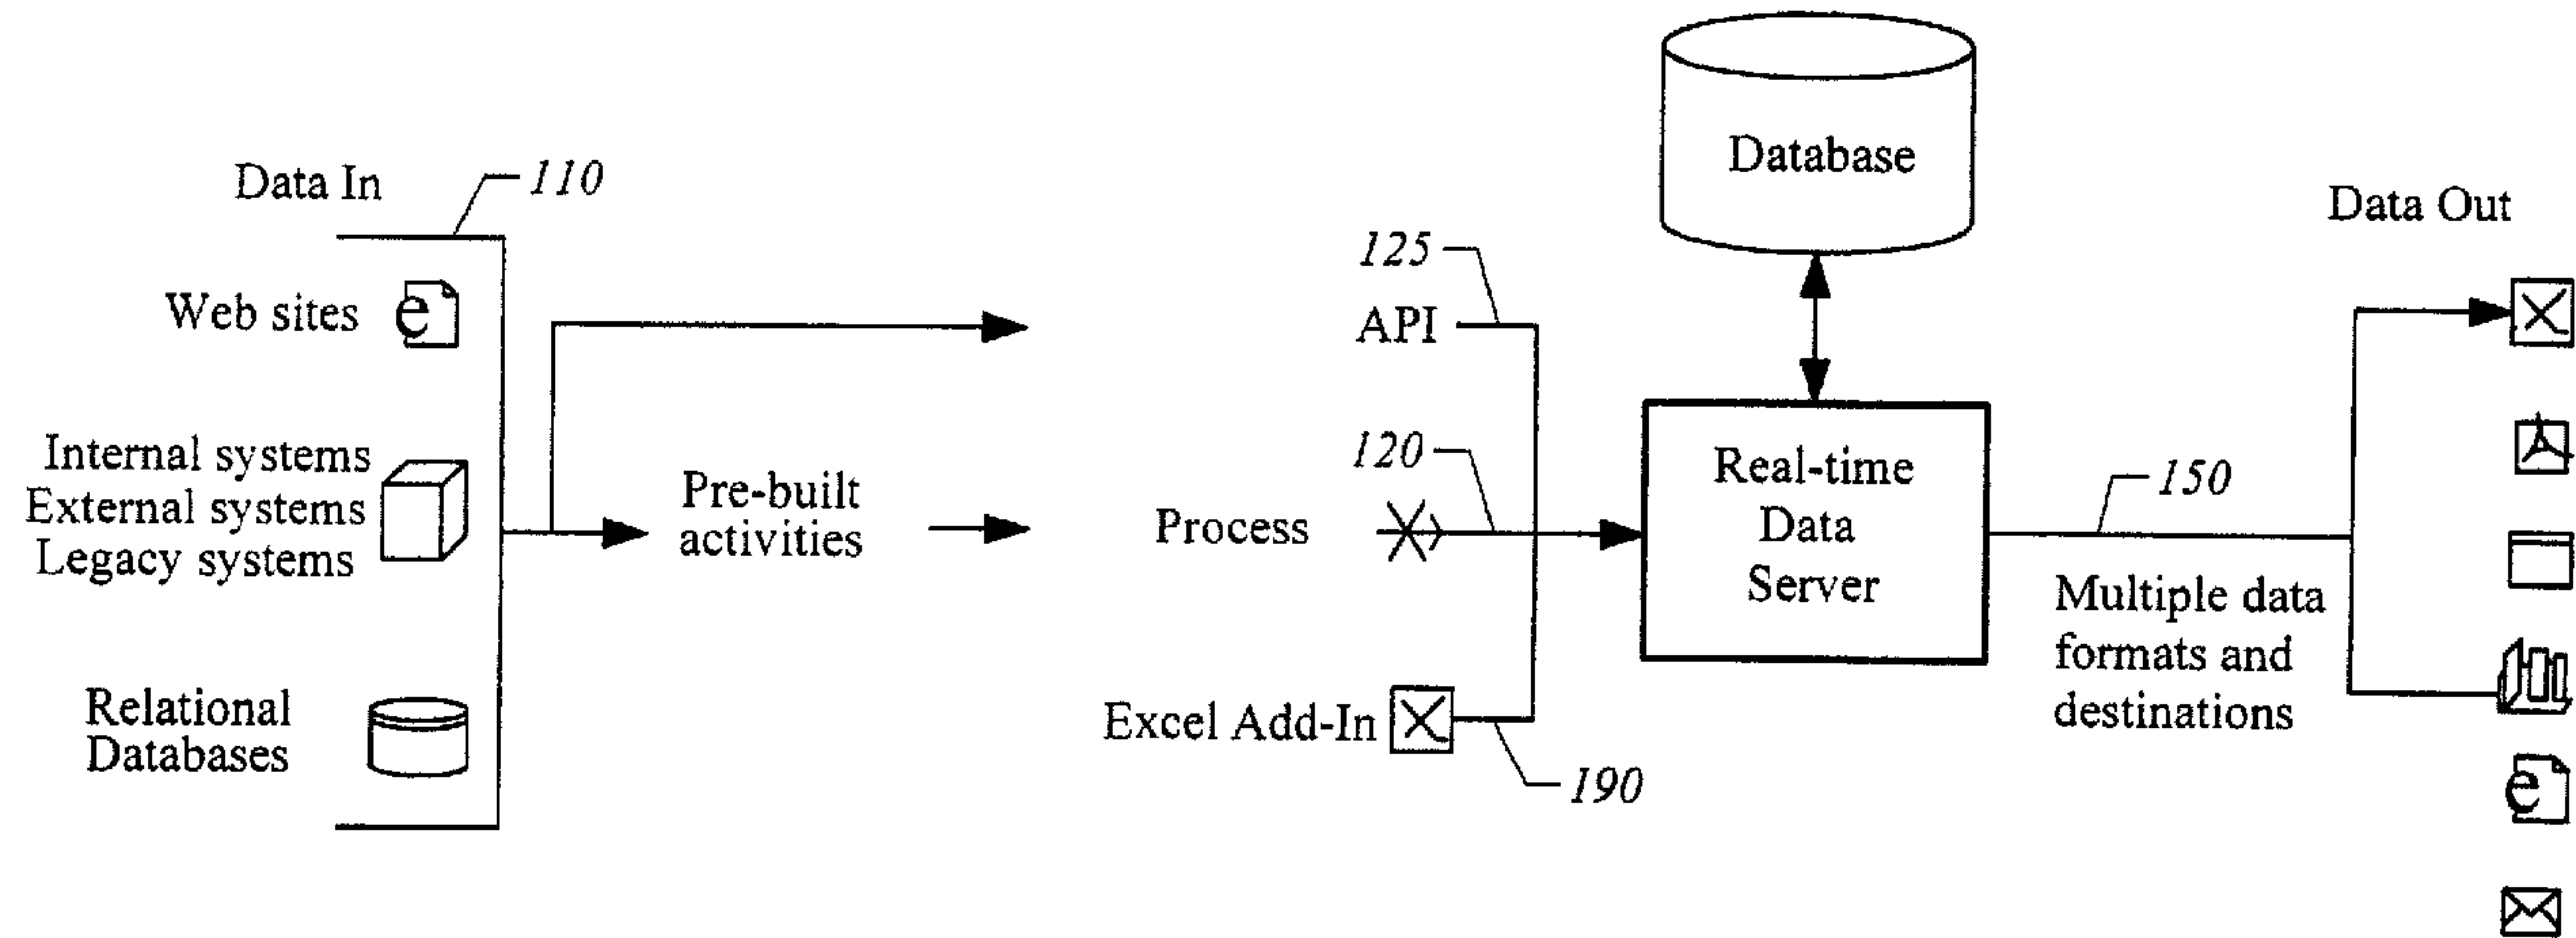 Data In
110
Web sites
Internal systems
External systems
Legacy systems
Relational
Databases
Pre-built
activities
125
API
120
Process
Excel Add-In
190
Database
Real-time
Data
Server
150
Multiple data
formats and
destinations
Data Out